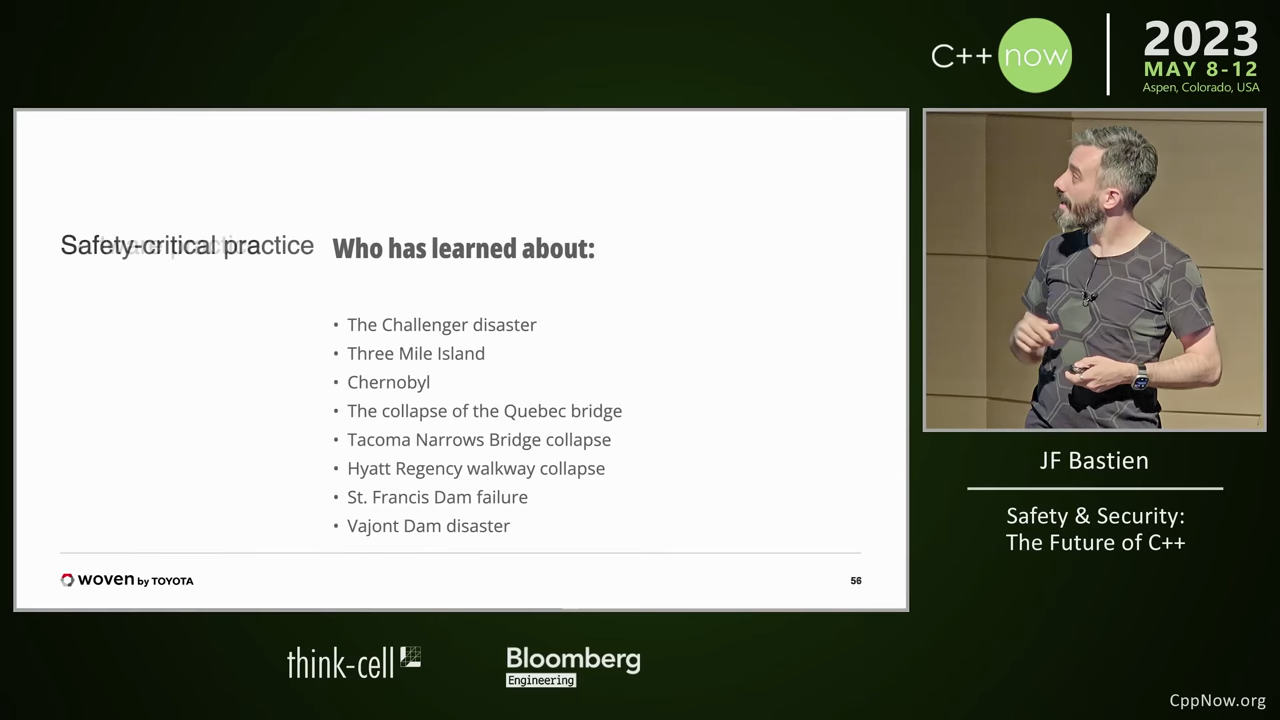 C++ now
2023
MAY 8-12
Aspen, Colorado, USA
Safety-critical practice
Who has learned about:
• The Challenger disaster
• Three Mile Island
• Chernobyl
• The collapse of the Quebec bridge
• Tacoma Narrows Bridge collapse
• Hyatt Regency walkway collapse
• St. Francis Dam failure
• Vajont Dam disaster
woven by TOYOTA
56
JF Bastien
Safety & Security:
The Future of C++
think-cell
Bloomberg
Engineering
CppNow.org